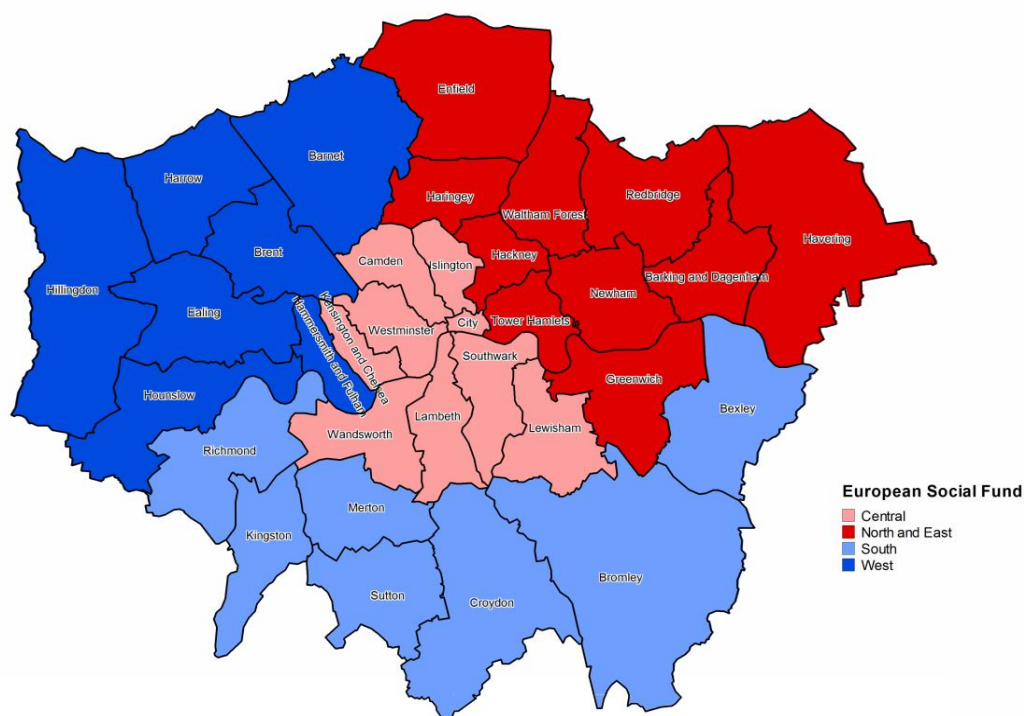 Enfield
Barnet
Harrow
Haringey
Redbridge
Waltham Forest
Havering
Hackney
Brent
Camden
Islington
Barking and Dagenham
Hillingdon
Newham
Ealing
Kensington and Chelsea
Hammersmith and Fulham
Westminster
City
Tower Hamlets
Southwark
Greenwich
Hounslow
Bexley
Lambeth
Wandsworth
Lewisham
Richmond
Merton
Kingston
Bromley
Sutton
Croydon
European Social Fund
Central
North and East
South
West